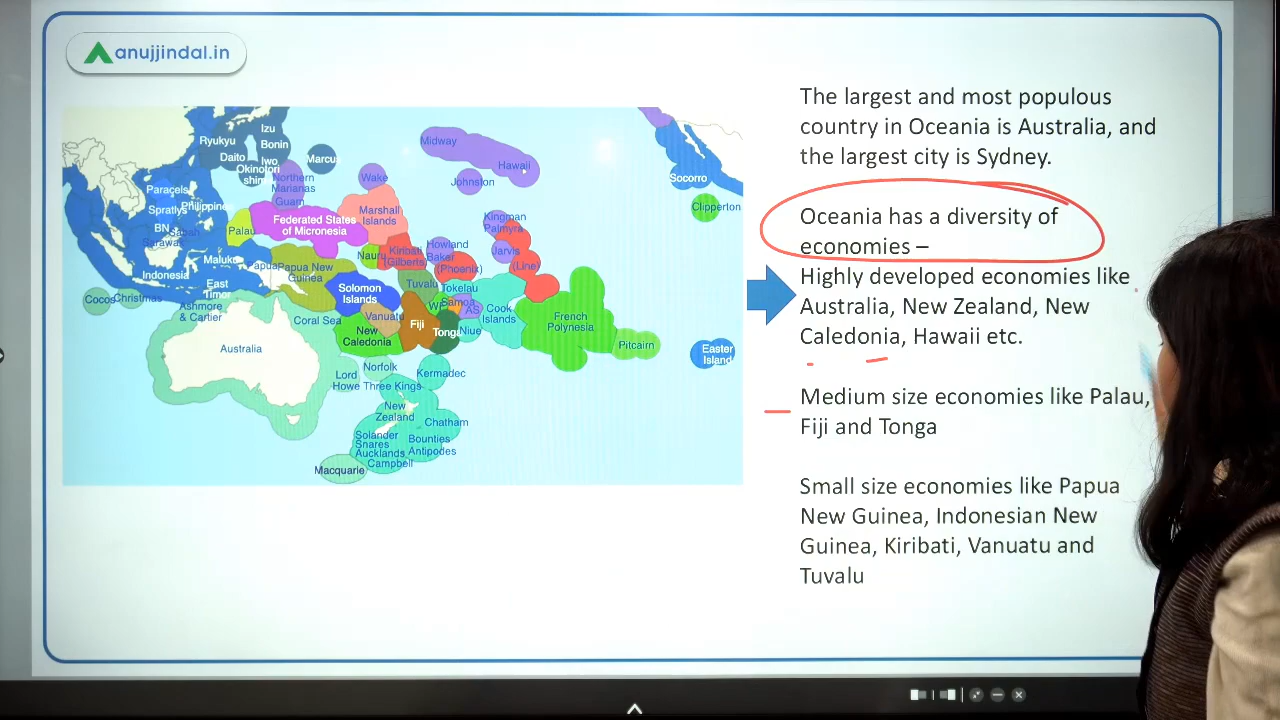 anujjindal.in
The largest and most populous
country in Oceania is Australia, and
the largest city is Sydney.
Oceania has a diversity of
economies –
Highly developed economies like
Australia, New Zealand, New
Caledonia, Hawaii etc.
Medium size economies like Palau,
Fiji and Tonga
Small size economies like Papua
New Guinea, Indonesian New
Guinea, Kiribati, Vanuatu and
Tuvalu
Ryukyu
Izu
Bonin
Daito
Iwo
Marcus
Midway
Hawaii
Johnston
Wake
Northern
Marianas
Guam
Paracels
Spratlys
Philippines
BN
Sabah
Sarawak
Palau
Federated States
of Micronesia
Marshall
Islands
Kingman
Palmyra
Socorro
Clipperton
Maluku
Indonesia
East
Timor
Papua
Papua New
Guinea
Nauru
Kiribati
(Gilberts)
Howland
Baker
(Phoenix)
Jarvis
(Line)
Cocos
Christmas
Ashmore
& Cartier
Solomon
Islands
Tuvalu
Tokelau
WF
Samoa
AS
Cook
Islands
French
Polynesia
Coral Sea
Vanuatu
New
Caledonia
Fiji
Tonga
Niue
Pitcairn
Easter
Island
Australia
Norfolk
Lord
Howe
Three Kings
Kermadec
New
Zealand
Chatham
Solander
Snares
Aucklands
Campbell
Bounties
Antipodes
Macquarie